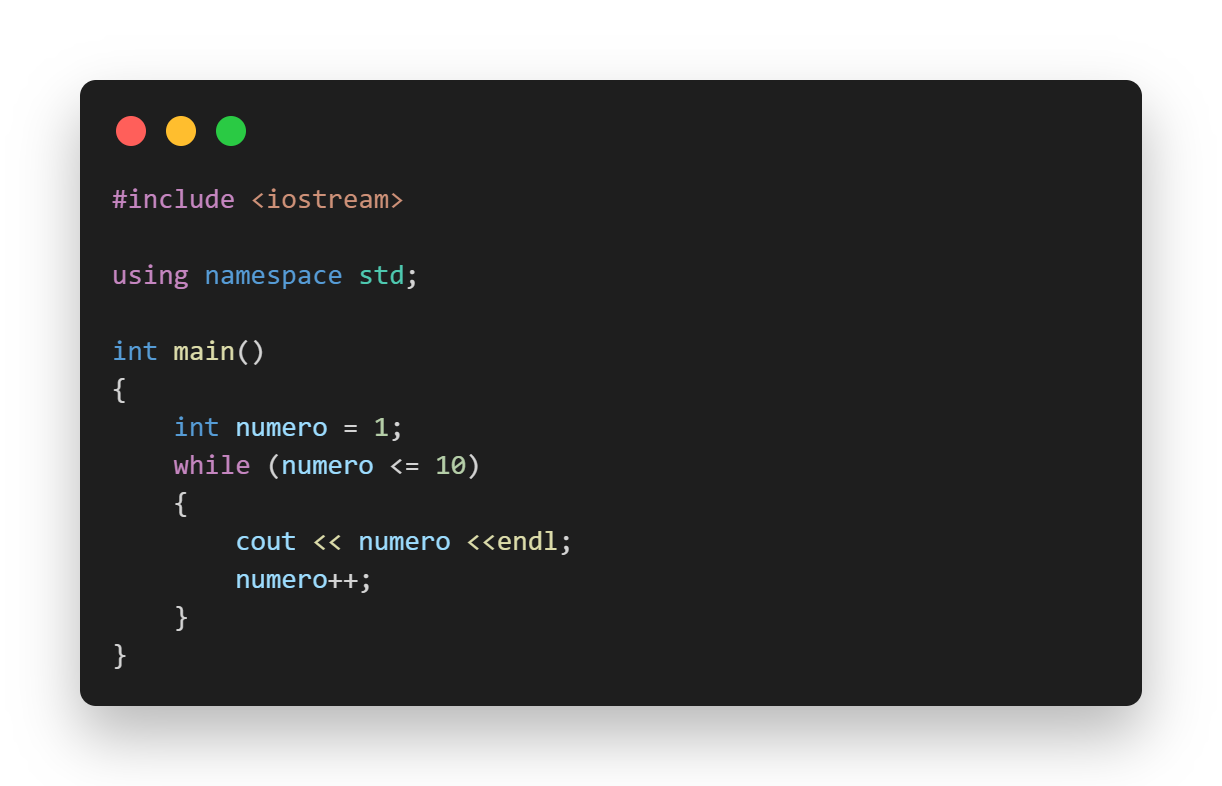 #include <iostream>
using namespace std;
int main()
{
    int numero = 1;
    while (numero <= 10)
    {
        cout << numero <<endl;
        numero++;
    }
}